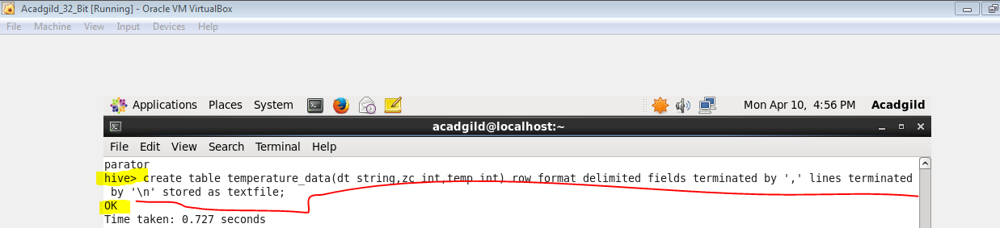 Acadgild_32_Bit [Running] - Oracle VM VirtualBox
File Machine View Input Devices Help
Applications Places System Mon Apr 10, 4:56 PM Acadgild
acadgild@localhost:~
File Edit View Search Terminal Help
parator
hive> create table temperature_data(dt string,zc int,temp int) row format delimited fields terminated by ',' lines terminated
by '\n' stored as textfile;
OK
Time taken: 0.727 seconds